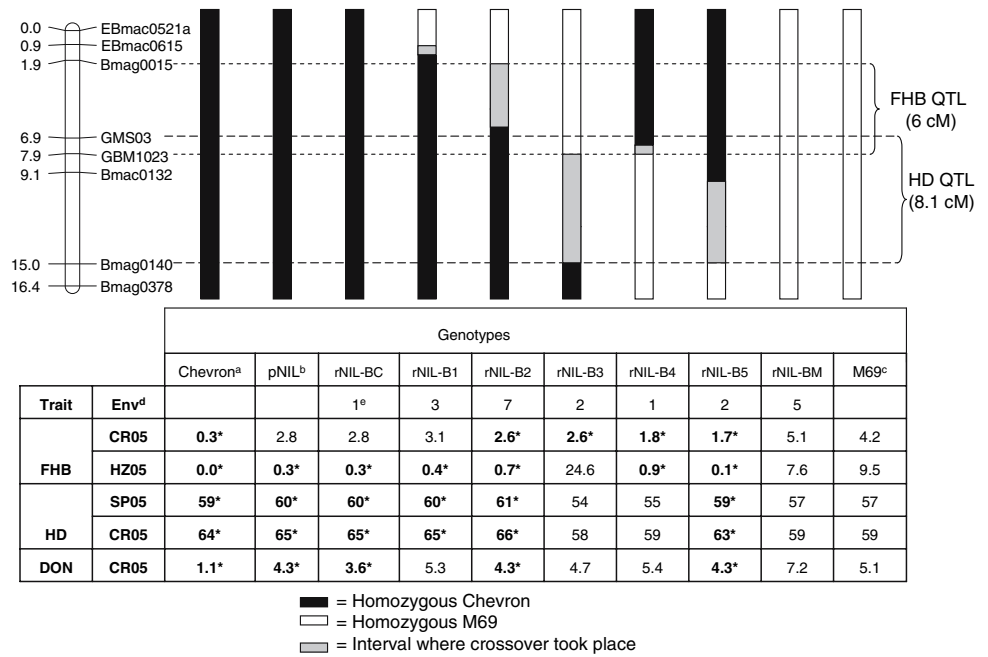 0.0 EBmac0521a
0.9 EBmac0615
1.9 Bmag0015
6.9 GMS03
7.9 GBM1023
9.1 Bmac0132
15.0 Bmag0140
16.4 Bmag0378
FHB QTL
(6 cM)
HD QTL
(8.1 cM)
Genotypes
Chevronᵃ pNILᵇ rNIL-BC rNIL-B1 rNIL-B2 rNIL-B3 rNIL-B4 rNIL-B5 rNIL-BM M69ᶜ
Trait Envᵈ 1ᵉ 3 7 2 1 2 5
CR05 0.3* 2.8 2.8 3.1 2.6* 2.6* 1.8* 1.7* 5.1 4.2
FHB HZ05 0.0* 0.3* 0.3* 0.4* 0.7* 24.6 0.9* 0.1* 7.6 9.5
SP05 59* 60* 60* 60* 61* 54 55 59* 57 57
HD CR05 64* 65* 65* 65* 66* 58 59 63* 59 59
DON CR05 1.1* 4.3* 3.6* 5.3 4.3* 4.7 5.4 4.3* 7.2 5.1
= Homozygous Chevron
= Homozygous M69
= Interval where crossover took place